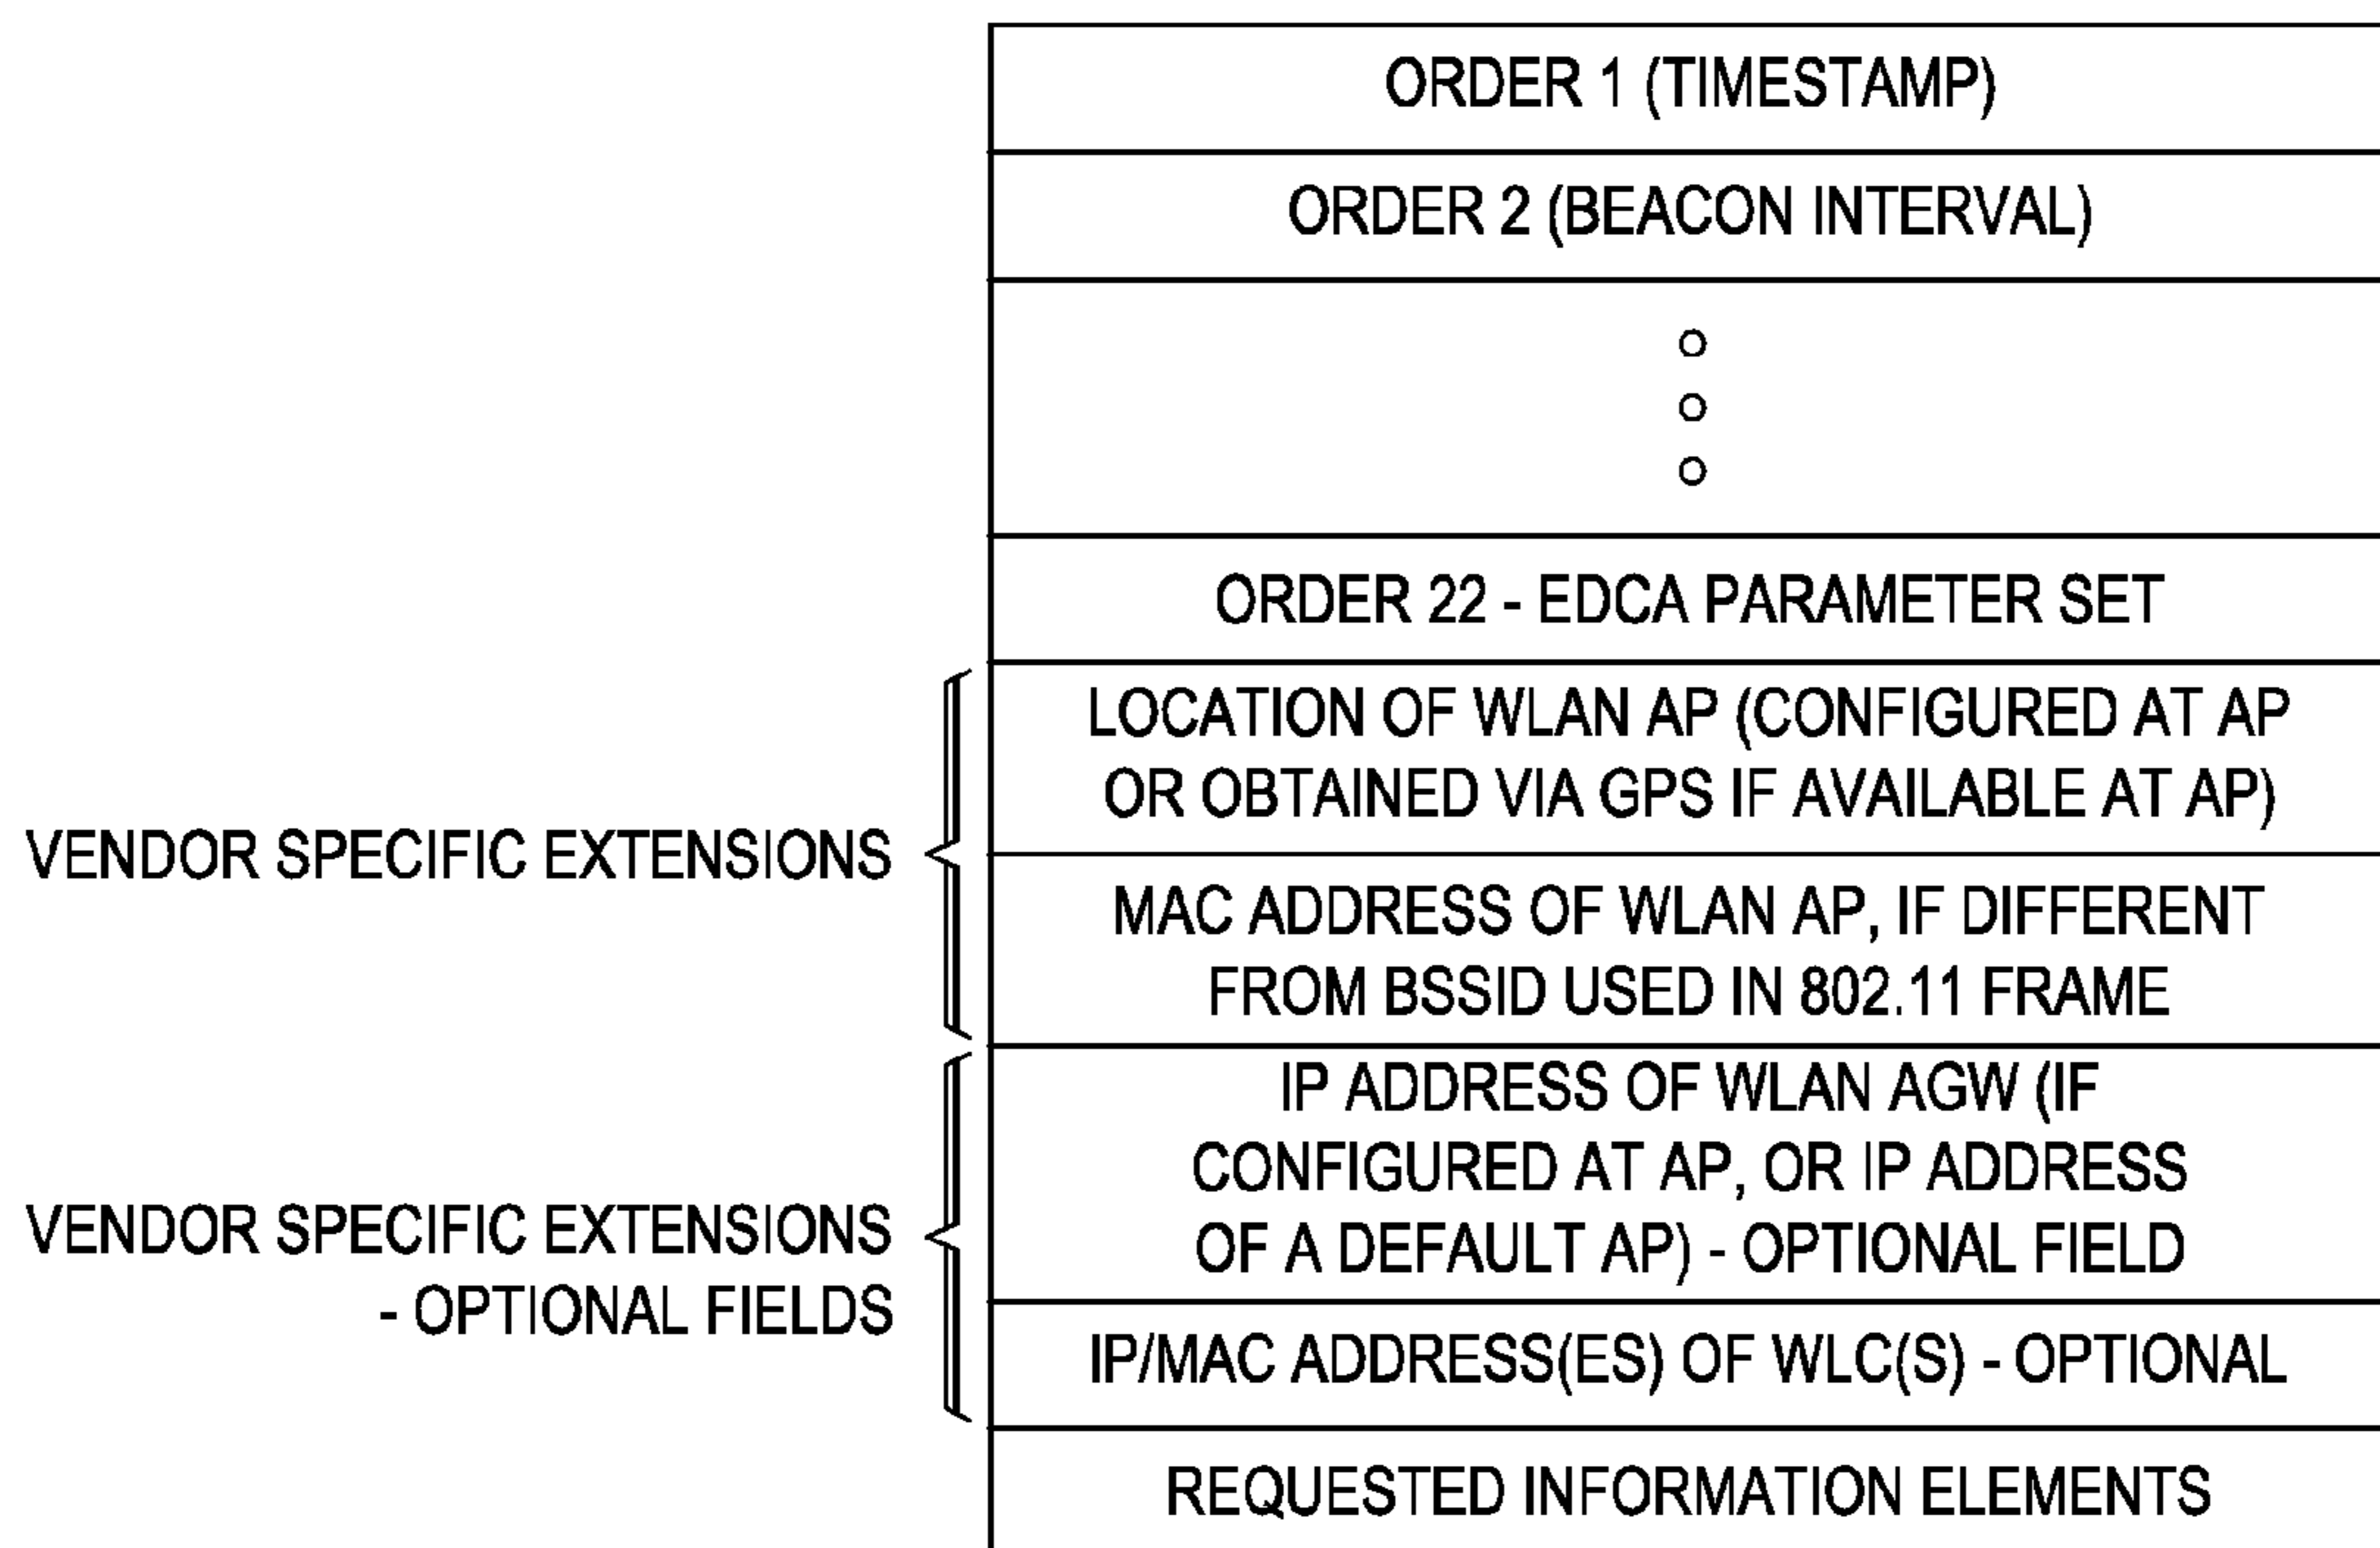 ORDER 1 (TIMESTAMP)
ORDER 2 (BEACON INTERVAL)
ORDER 22 - EDCA PARAMETER SET
VENDOR SPECIFIC EXTENSIONS
LOCATION OF WLAN AP (CONFIGURED AT AP
OR OBTAINED VIA GPS IF AVAILABLE AT AP)
MAC ADDRESS OF WLAN AP, IF DIFFERENT
FROM BSSID USED IN 802.11 FRAME
VENDOR SPECIFIC EXTENSIONS
- OPTIONAL FIELDS
IP ADDRESS OF WLAN AGW (IF
CONFIGURED AT AP, OR IP ADDRESS
OF A DEFAULT AP) - OPTIONAL FIELD
IP/MAC ADDRESS(ES) OF WLC(S) - OPTIONAL
REQUESTED INFORMATION ELEMENTS